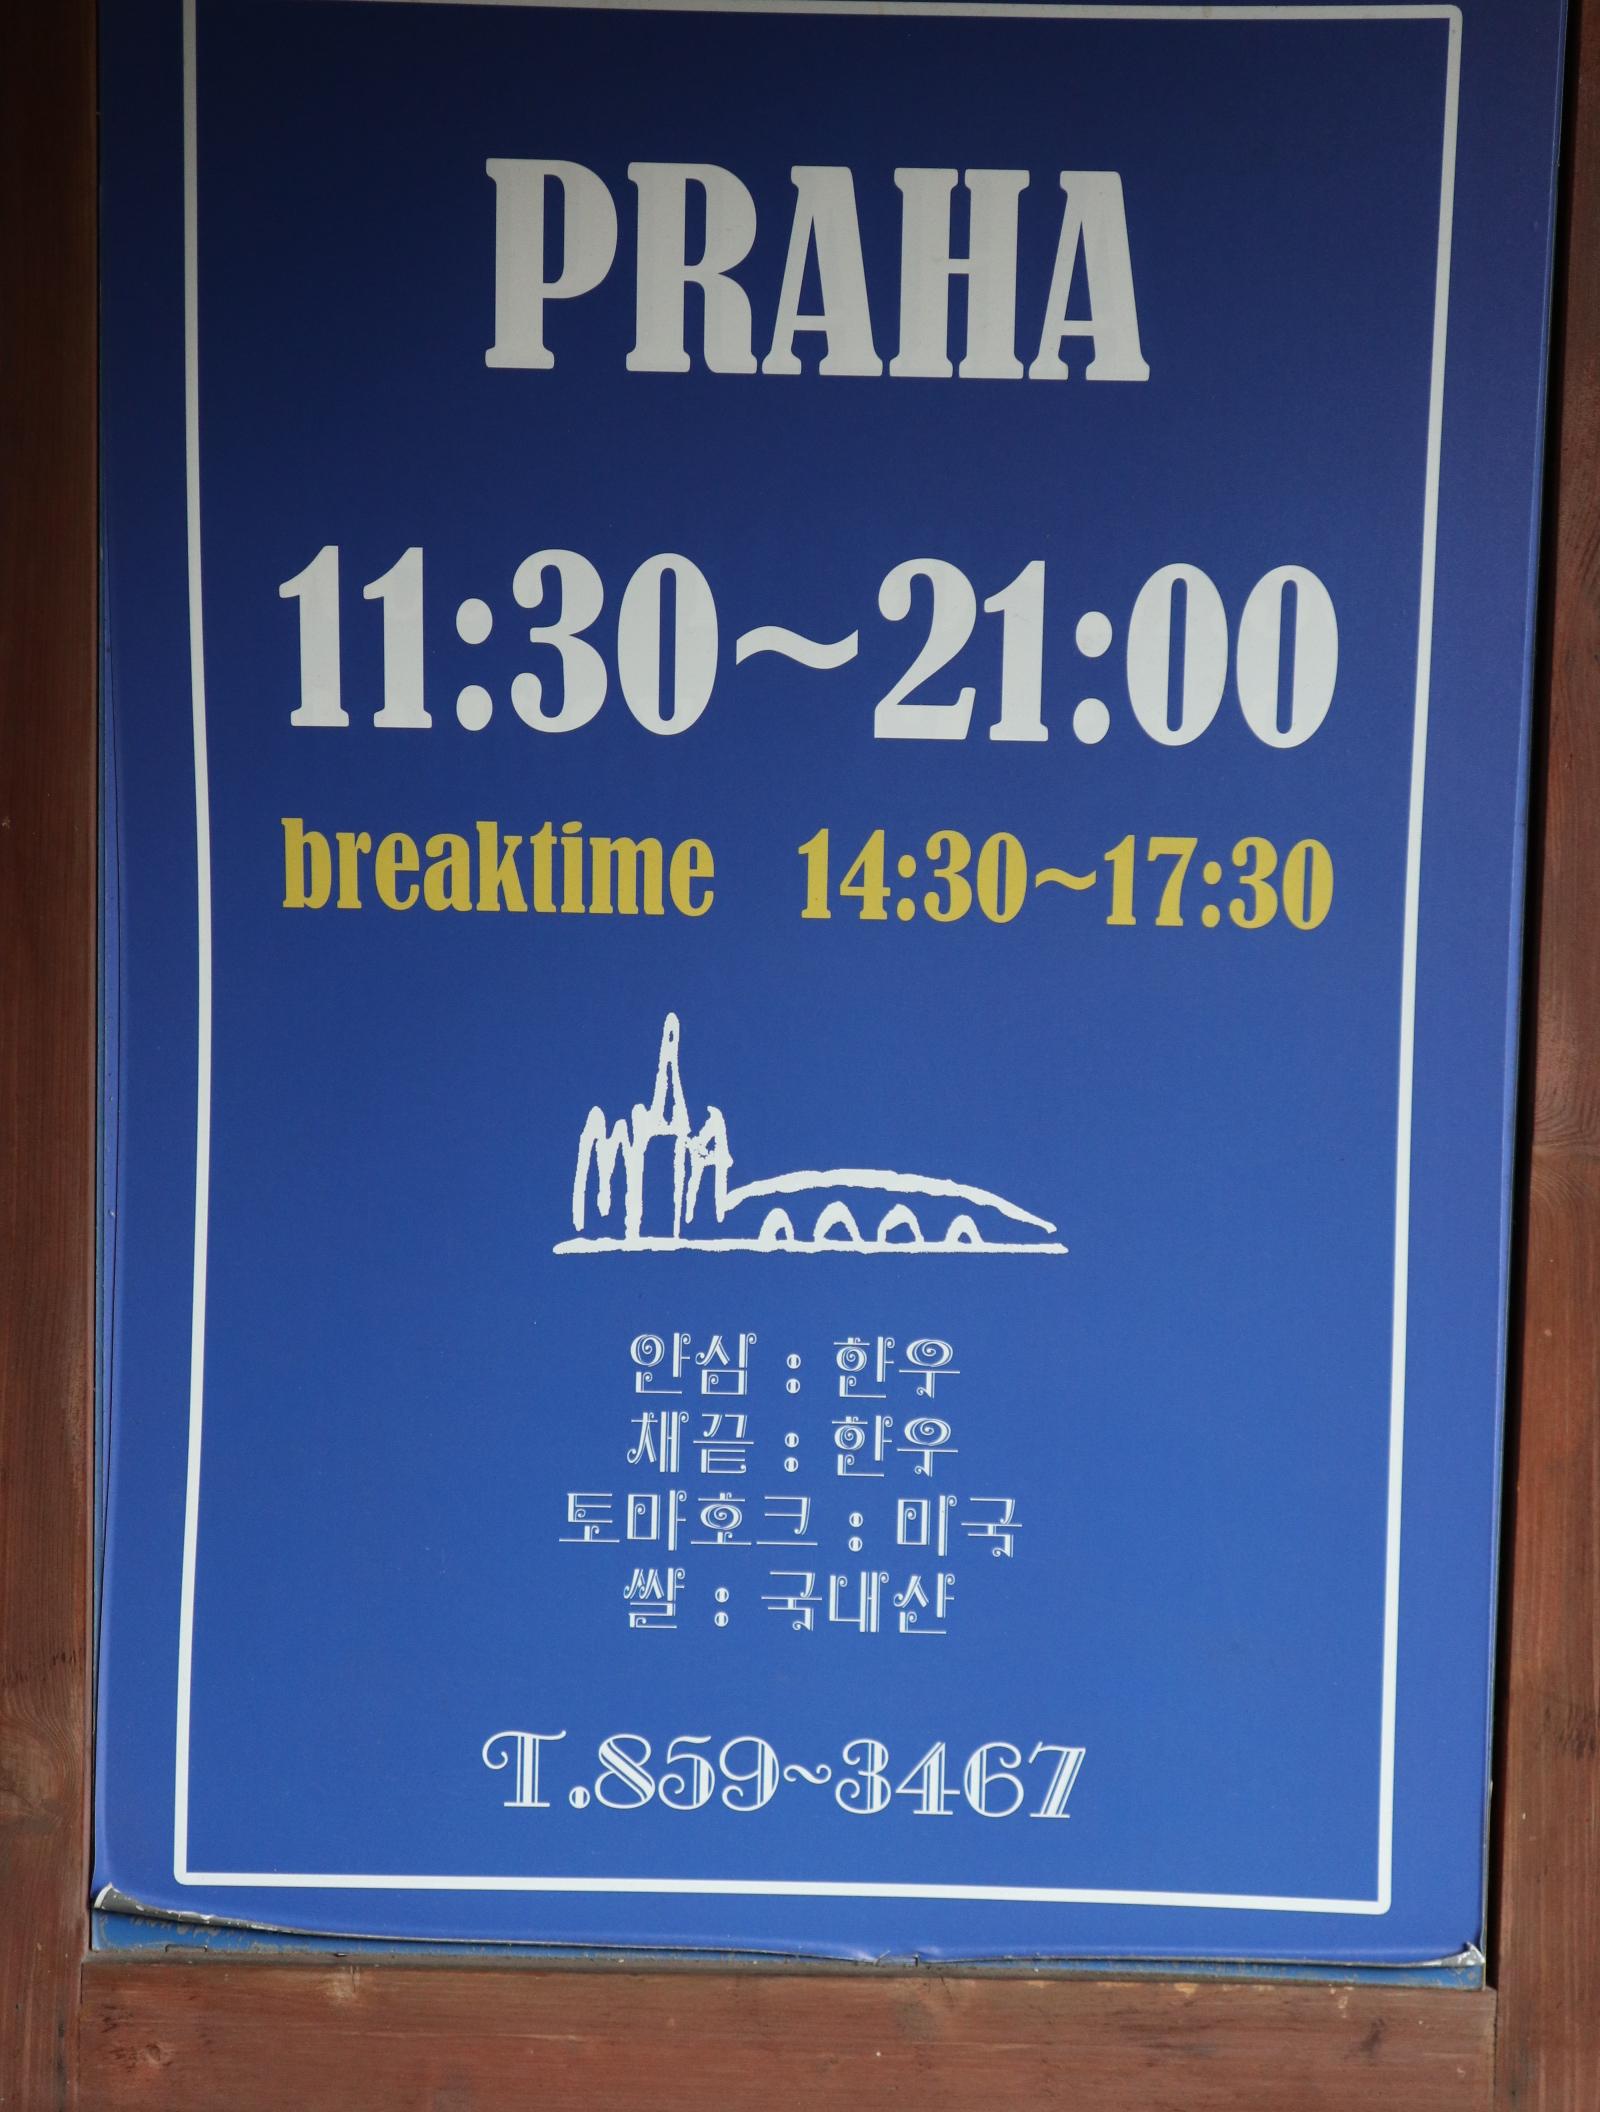 PRAHA
11:30~21:00
breaktime 14:30~17:30
안심 : 한우
채끝 : 한우
토마호크 : 미국
쌀 : 국내산
T.859~3467